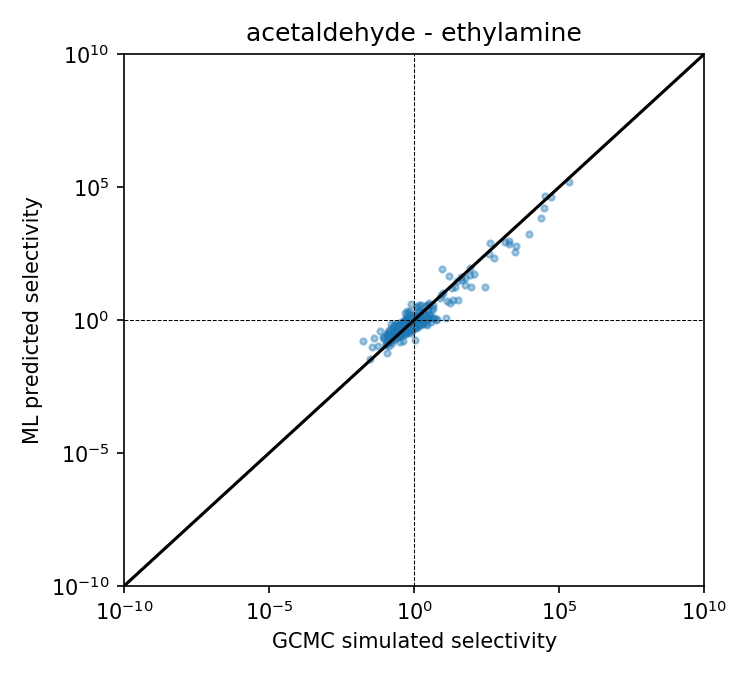 acetaldehyde - ethylamine
10^10
10^5
10^0
10^-5
10^-10
ML predicted selectivity
10^-10 10^-5 10^0 10^5 10^10
GCMC simulated selectivity